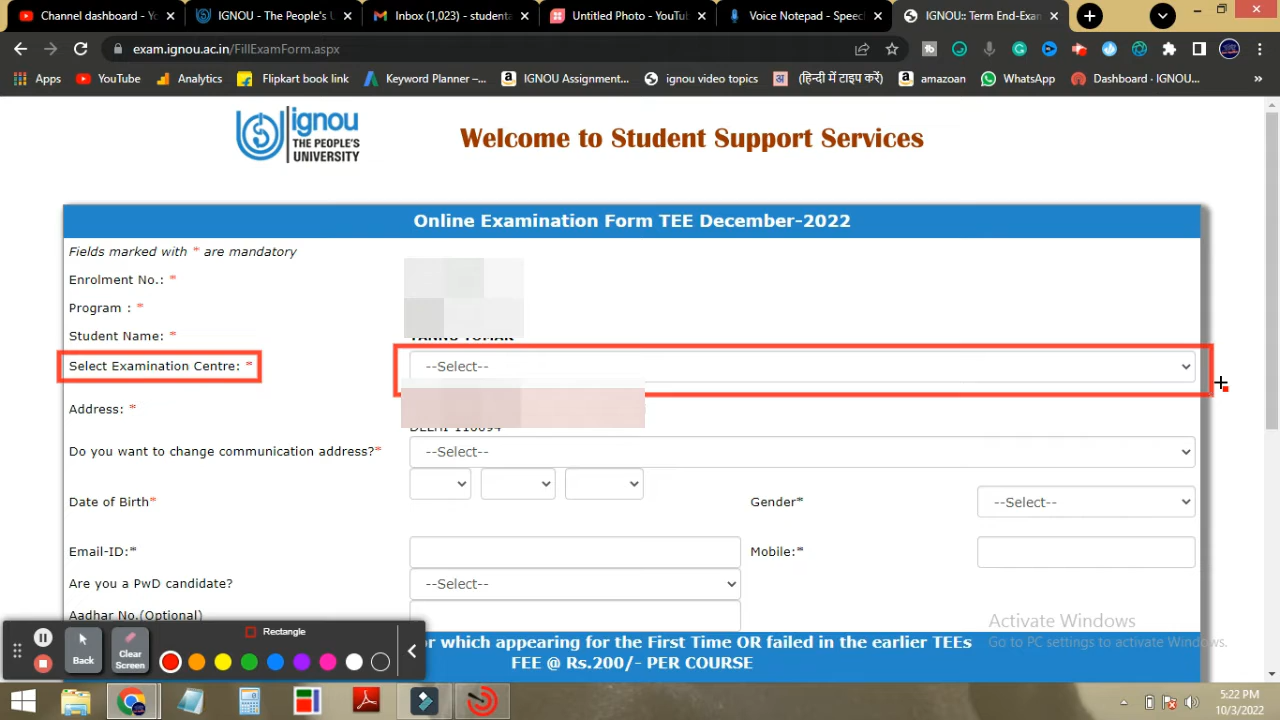 Channel dashboard - You
IGNOU - The People's U
Inbox (1,023) - studenta
Untitled Photo - YouTu
Voice Notepad - Speec
IGNOU:: Term End-Exam
exam.ignou.ac.in/FillExamForm.aspx
Apps
YouTube
Analytics
Flipkart book link
Keyword Planner –...
IGNOU Assignment...
ignou video topics
(हिन्दी में टाइप करें)
amazoan
WhatsApp
Dashboard - IGNOU...
»
ignou
THE PEOPLE'S
UNIVERSITY
Welcome to Student Support Services
Online Examination Form TEE December-2022
Fields marked with * are mandatory
Enrolment No.: *
Program : *
Student Name: *
Select Examination Centre: *
--Select--
Address: *
Do you want to change communication address?*
--Select--
Date of Birth*
Gender*
--Select--
Email-ID:*
Mobile:*
Are you a PwD candidate?
--Select--
Aadhar No.(Optional)
Activate Windows
Go to PC settings to activate Windows.
or which appearing for the First Time OR failed in the earlier TEEs
FEE @ Rs.200/- PER COURSE
Rectangle
Back
Clear
Screen
5:22 PM
10/3/2022